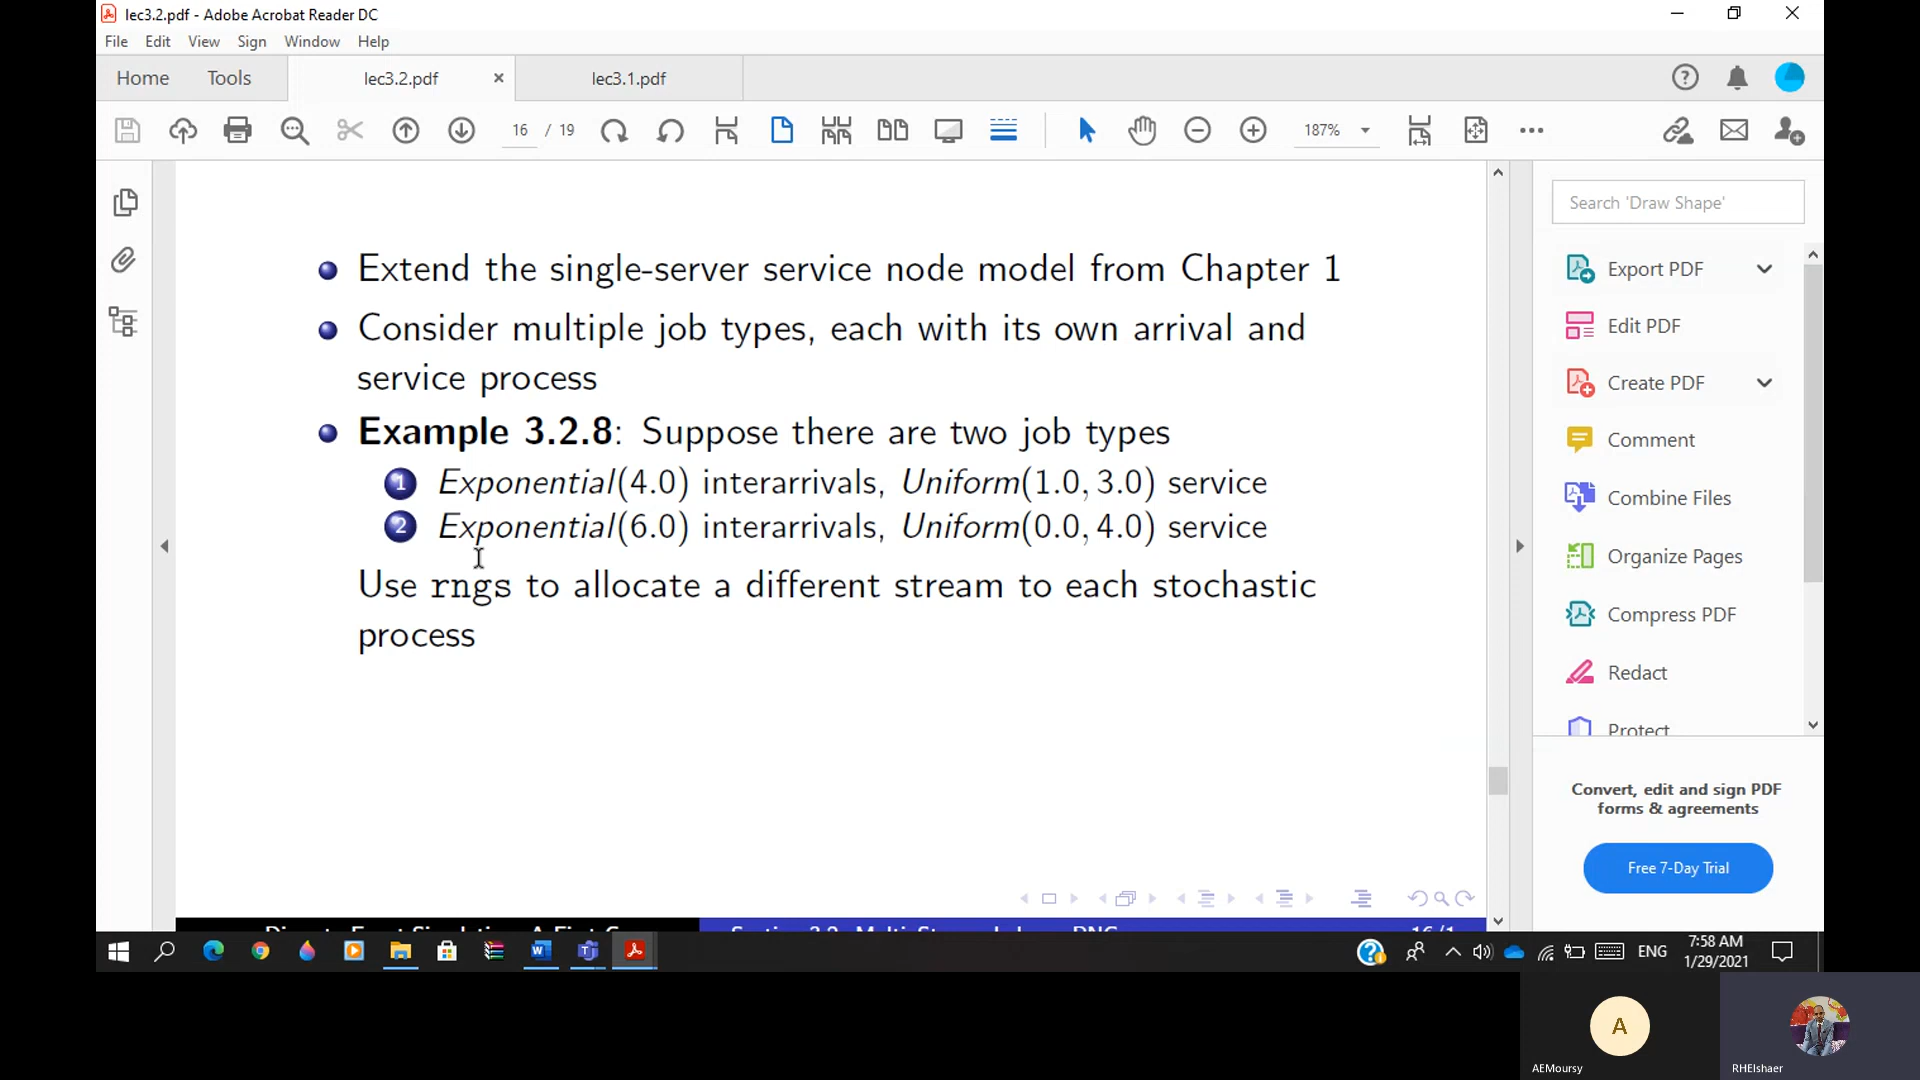 lec3.2.pdf - Adobe Acrobat Reader DC
File Edit View Sign Window Help
Home Tools lec3.2.pdf × lec3.1.pdf
16 / 19 187%
Search 'Draw Shape'
• Extend the single-server service node model from Chapter 1
• Consider multiple job types, each with its own arrival and
service process
• Example 3.2.8: Suppose there are two job types
1 Exponential(4.0) interarrivals, Uniform(1.0, 3.0) service
2 Exponential(6.0) interarrivals, Uniform(0.0, 4.0) service
Use rngs to allocate a different stream to each stochastic
process
Export PDF
Edit PDF
Create PDF
Comment
Combine Files
Organize Pages
Compress PDF
Redact
Protect
Convert, edit and sign PDF
forms & agreements
Free 7-Day Trial
ENG
7:58 AM
1/29/2021
A
AEMoursy
RHElshaer